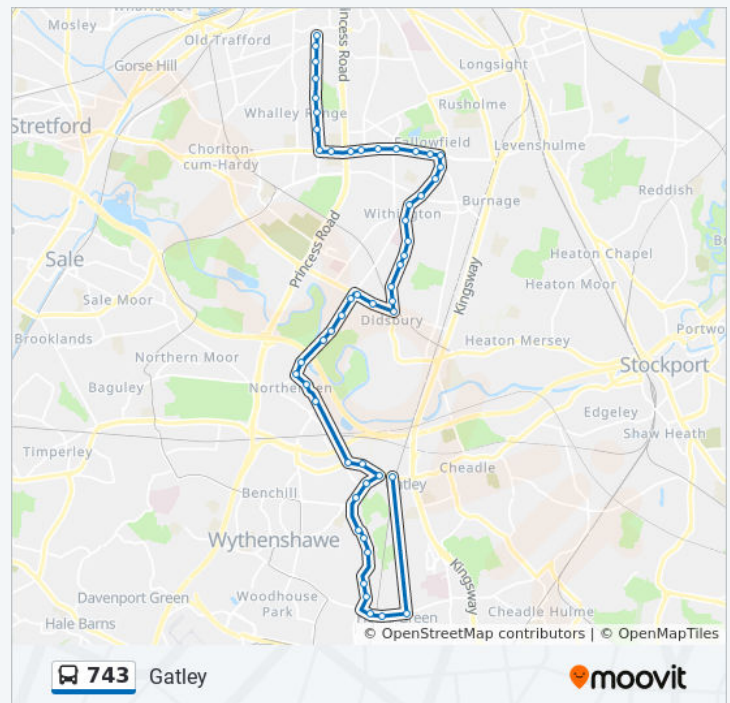 Mosley
Old Trafford
Princess Road
Longsight
Gorse Hill
Rusholme
Whalley Range
Stretford
Fallowfield
Levenshulme
Chorlton-
cum-Hardy
Reddish
Withington
Burnage
Princess Road
Sale
Heaton Chapel
Kingsway
Heaton Moor
Sale Moor
Didsbury
Brooklands
Heaton Mersey
Northern Moor
Stockport
Baguley
Northenden
Edgeley
Shaw Heath
Timperley
Cheadle
Benchill
Gatley
Wythenshawe
Kingsway
Davenport Green
Woodhouse
Park
Cheadle Hulme
Hale Barns
© OpenStreetMap contributors | © OpenMapTiles
743 Gatley
moovit